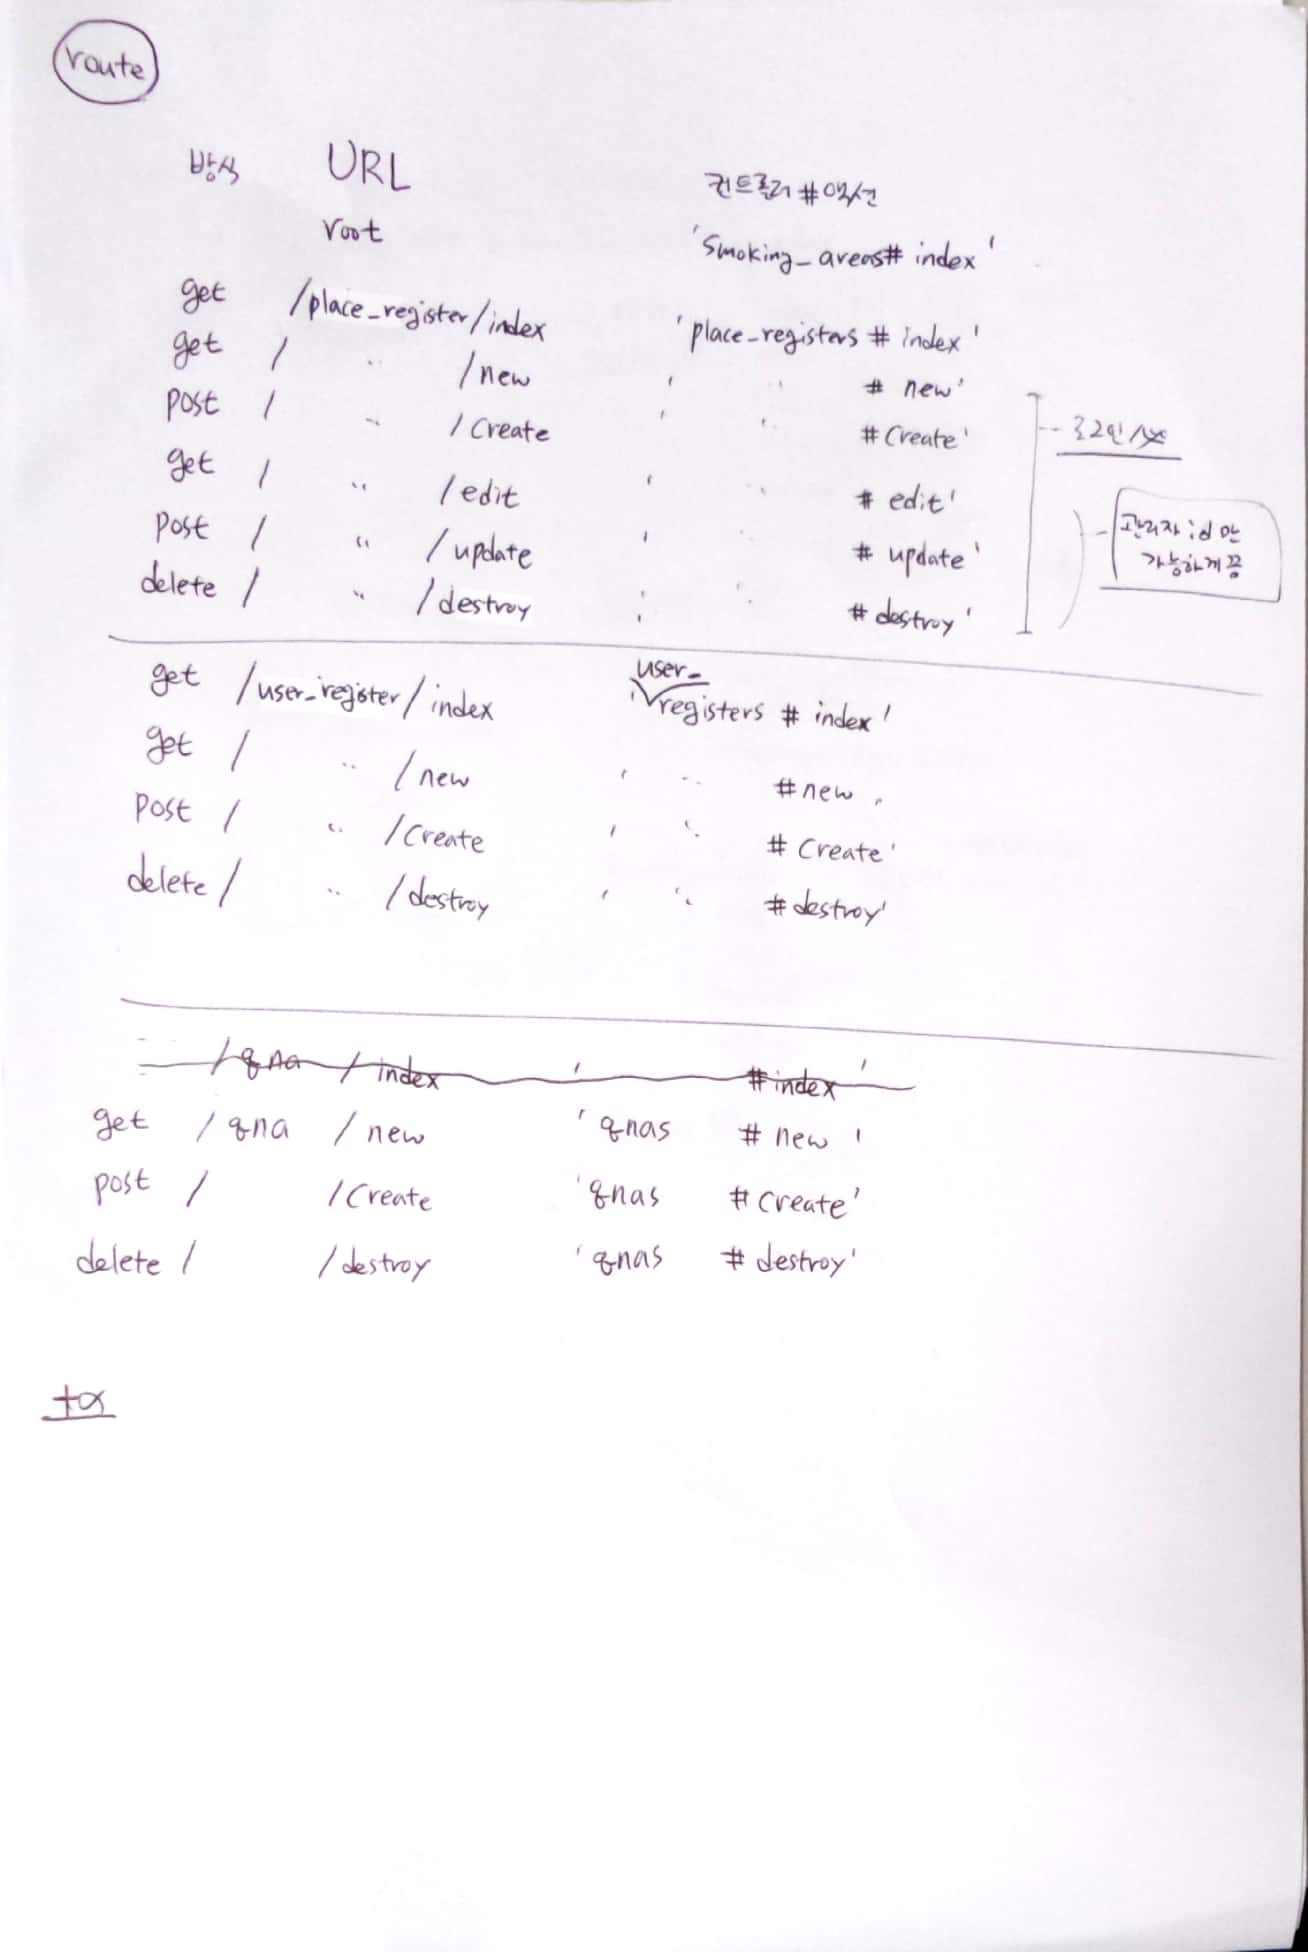 route
방식 URL 컨트롤러#액션
root 'smoking_areas# index'
get /place_register/index 'place_registers # index'
get / " /new ' " # new'
post / " /create ' " #create'
로그인시
get / " /edit ' " # edit'
관리자 id 만
가능하게끔
post / " /update ' " # update'
delete / " /destroy ' " # destroy'
get /user_register/index 'user_registers # index'
get / " /new ' " #new '
post / " /create ' " # create'
delete / " /destroy ' " # destroy'
/qna /index ' #index '
get /qna /new 'qnas # new '
post / /create 'qnas # create'
delete / /destroy 'qnas # destroy'
+α